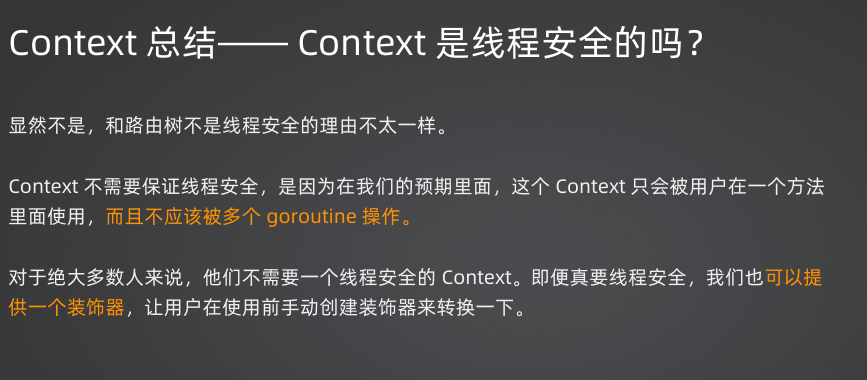 Context 总结—— Context 是线程安全的吗？
显然不是，和路由树不是线程安全的理由不太一样。
Context 不需要保证线程安全，是因为在我们的预期里面，这个 Context 只会被用户在一个方法
里面使用，而且不应该被多个 goroutine 操作。
对于绝大多数人来说，他们不需要一个线程安全的 Context。即便真要线程安全，我们也可以提
供一个装饰器，让用户在使用前手动创建装饰器来转换一下。